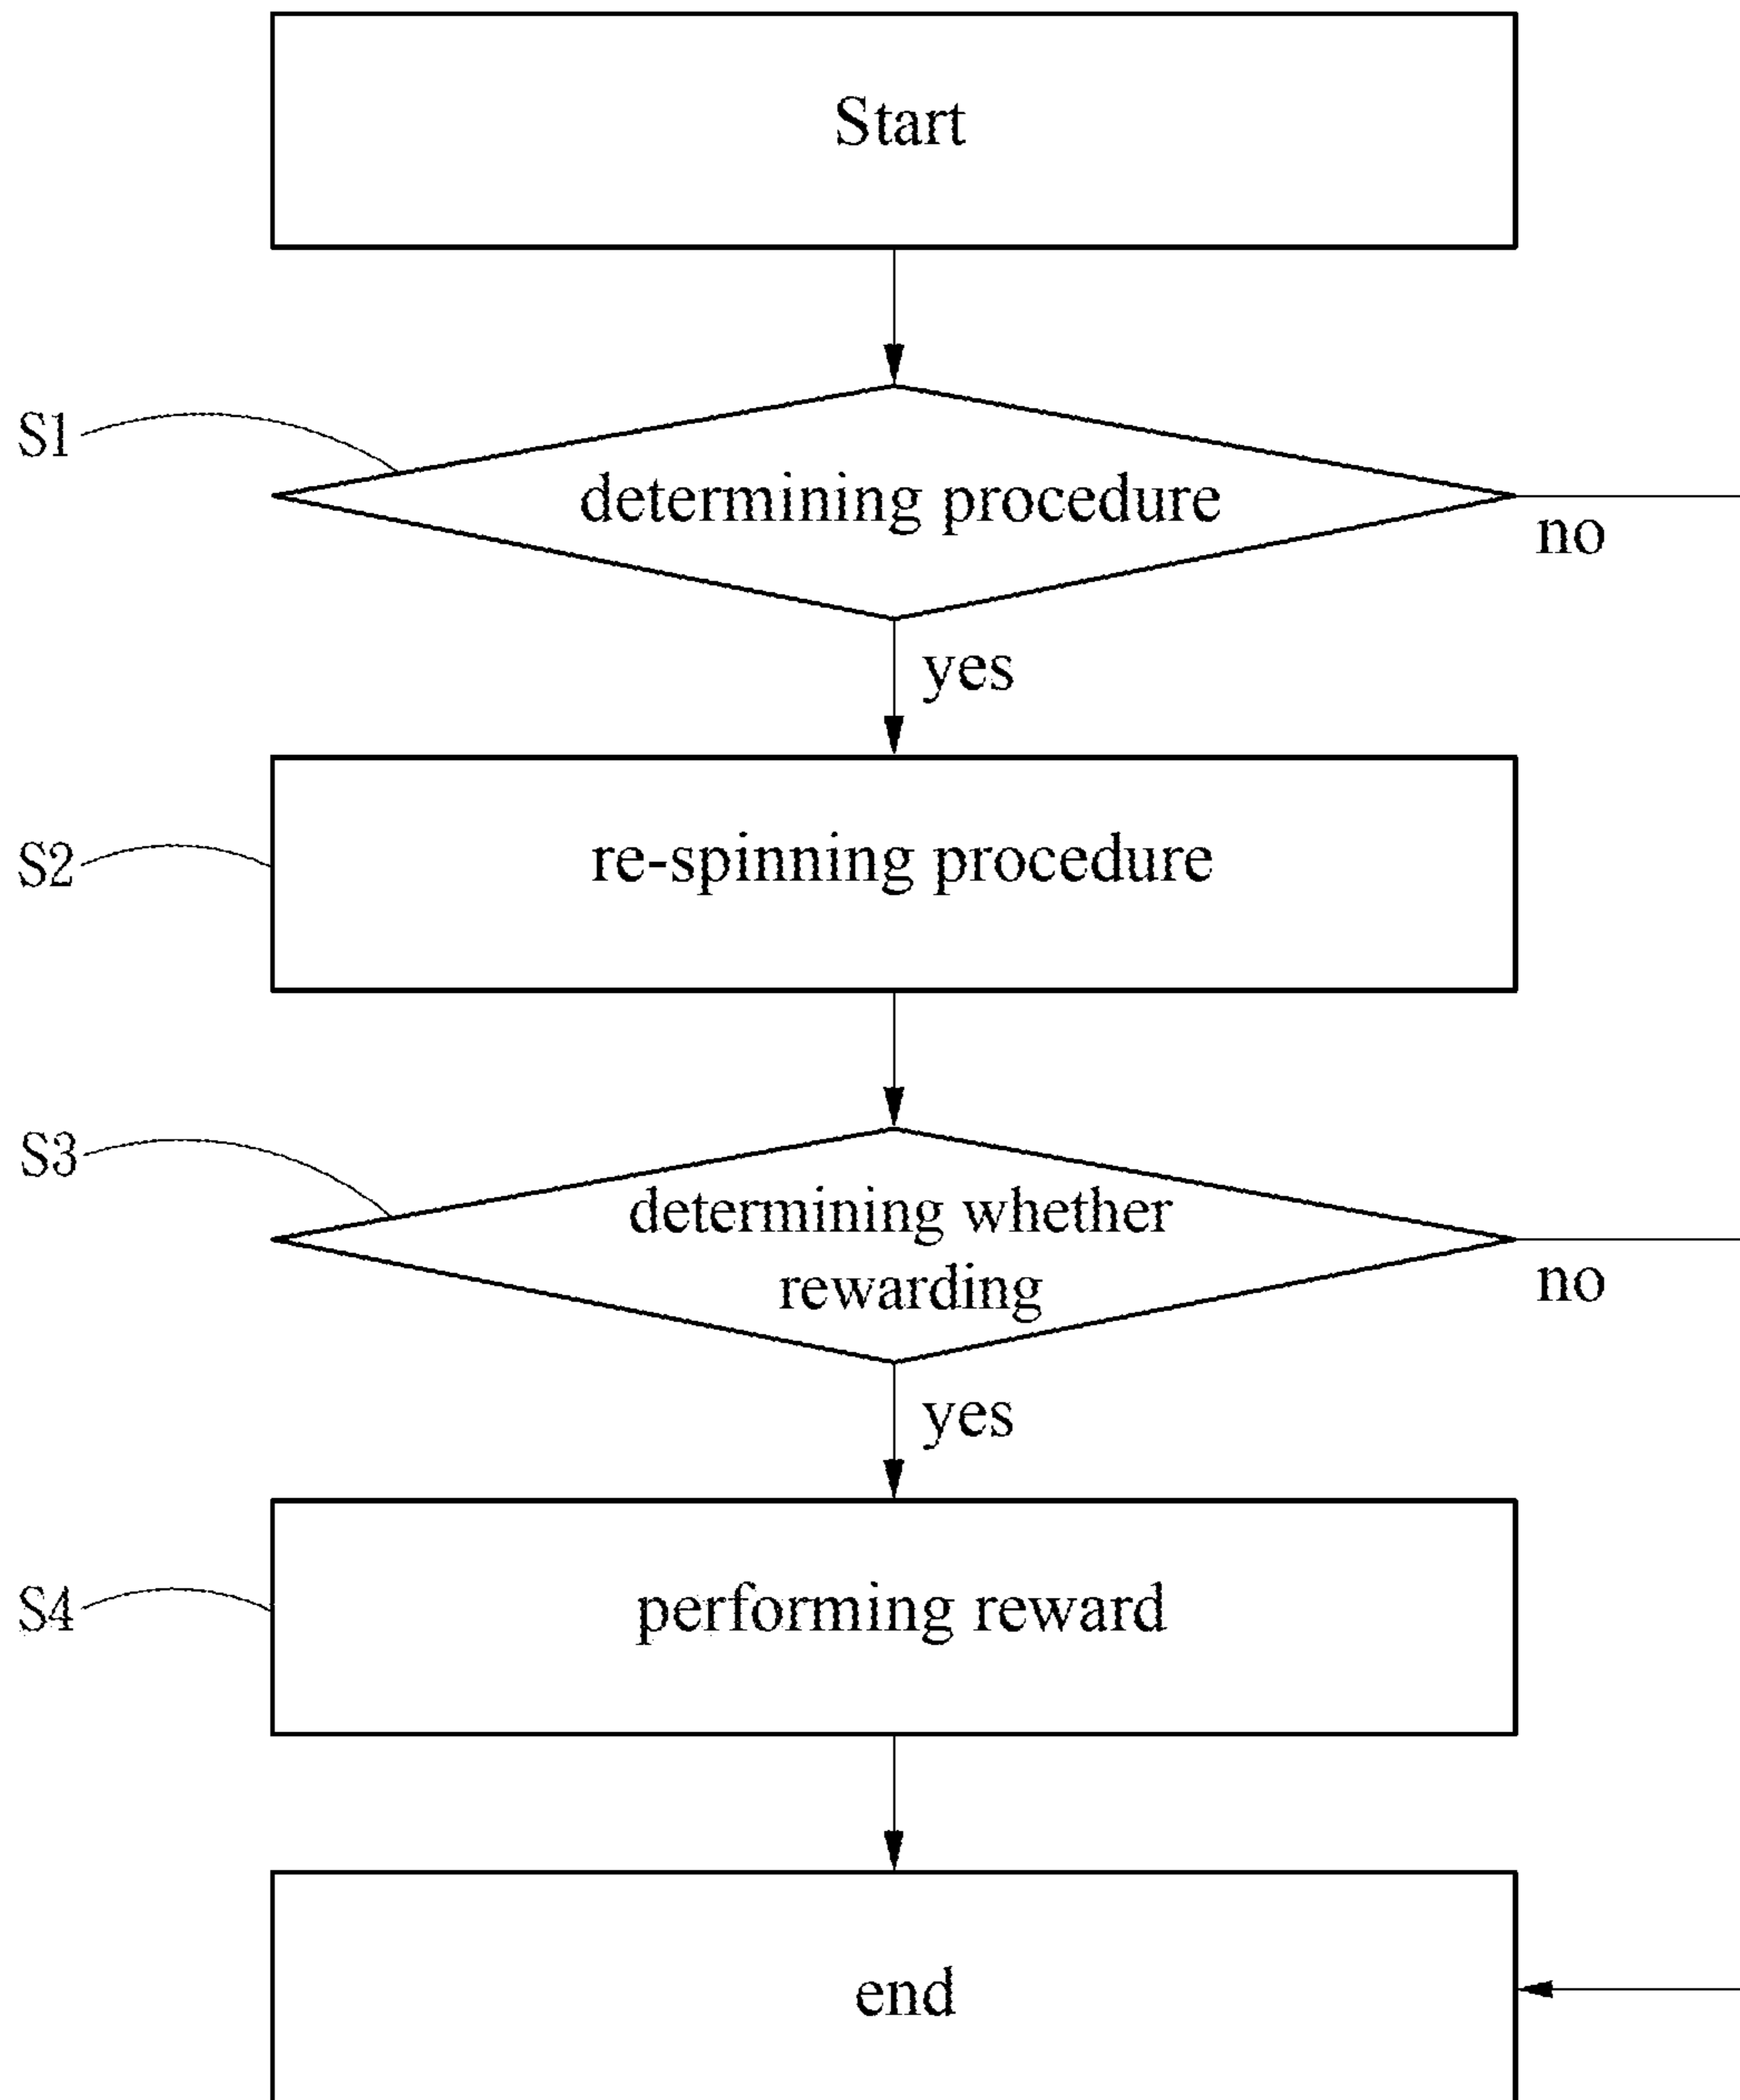 Start
S1
determining procedure
no
yes
S2
re-spinning procedure
S3
determining whether
rewarding
no
yes
S4
performing reward
end